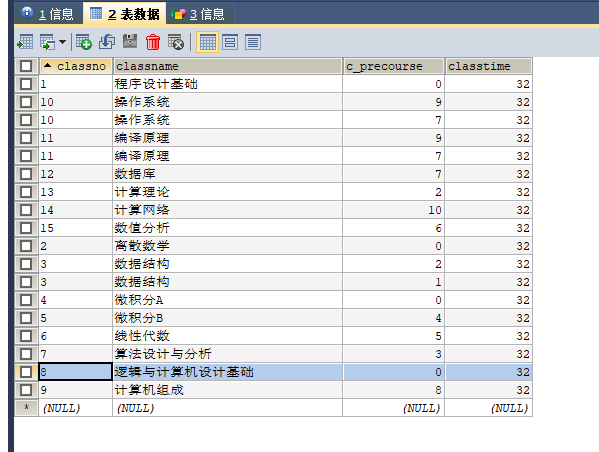 1 信息 2 表数据 3 信息
classno classname c_precourse classtime
1 程序设计基础 0 32
10 操作系统 9 32
10 操作系统 7 32
11 编译原理 9 32
11 编译原理 7 32
12 数据库 7 32
13 计算理论 2 32
14 计算网络 10 32
15 数值分析 6 32
2 离散数学 0 32
3 数据结构 2 32
3 数据结构 1 32
4 微积分A 0 32
5 微积分B 4 32
6 线性代数 5 32
7 算法设计与分析 3 32
8 逻辑与计算机设计基础 0 32
9 计算机组成 8 32
* (NULL) (NULL) (NULL) (NULL)